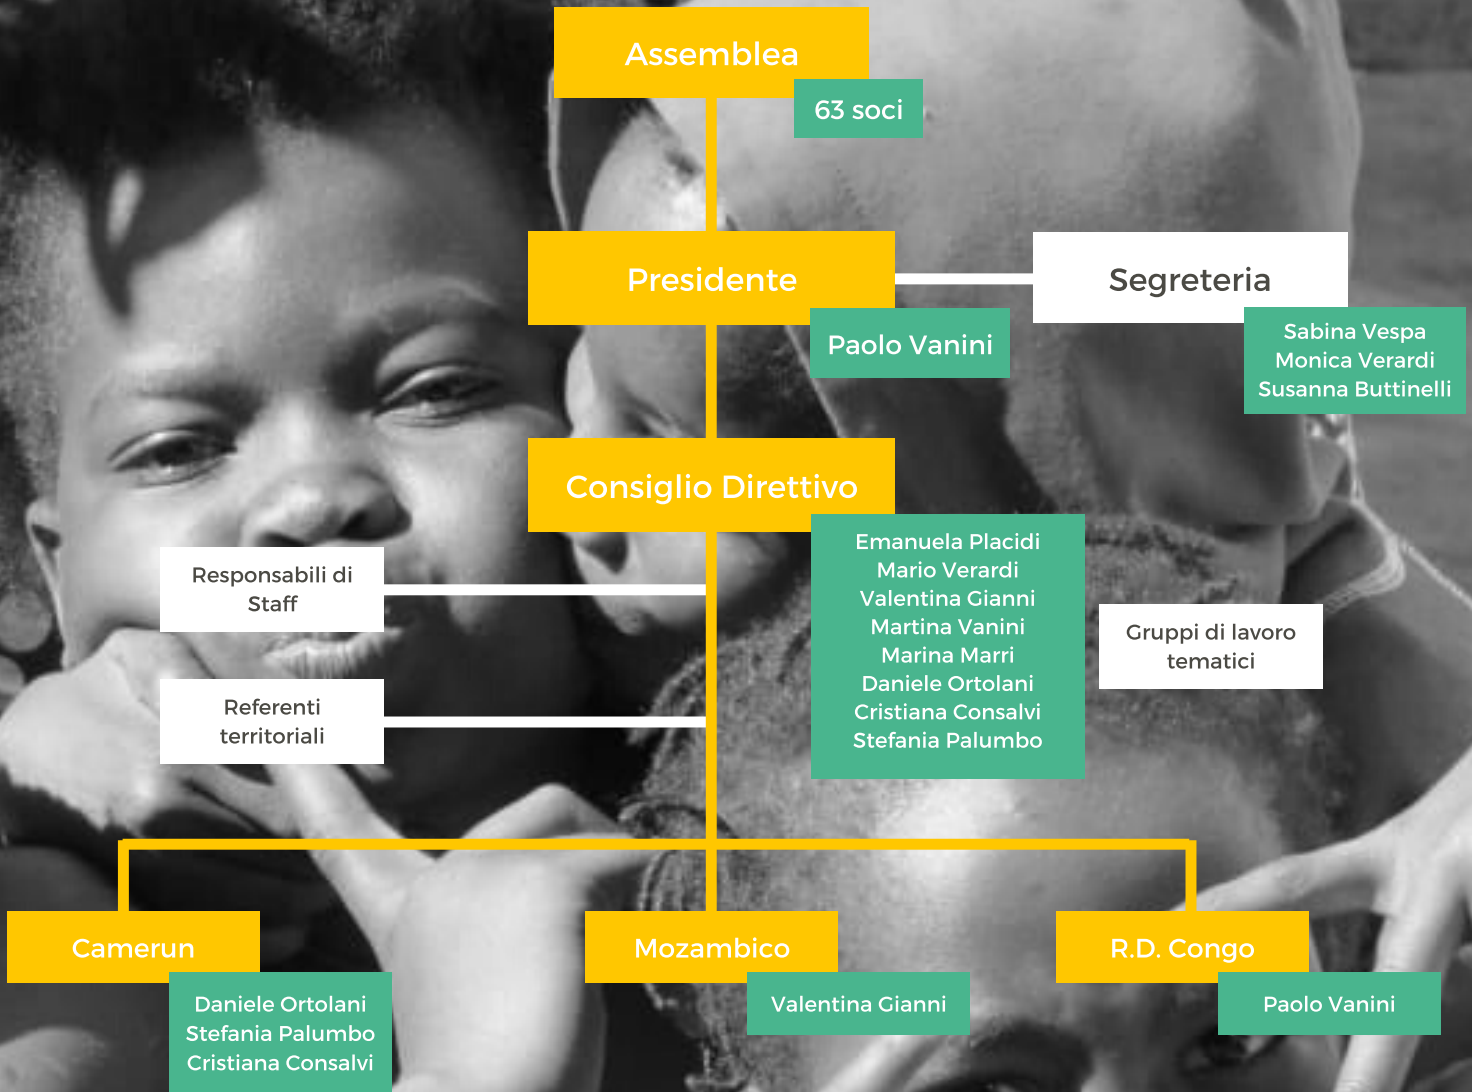 Assemblea
63 soci
Presidente
Paolo Vanini
Segreteria
Sabina Vespa
Monica Verardi
Susanna Buttinelli
Consiglio Direttivo
Emanuela Placidi
Mario Verardi
Valentina Gianni
Martina Vanini
Marina Marri
Daniele Ortolani
Cristiana Consalvi
Stefania Palumbo
Responsabili di
Staff
Gruppi di lavoro
tematici
Referenti
territoriali
Camerun
Daniele Ortolani
Stefania Palumbo
Cristiana Consalvi
Mozambico
Valentina Gianni
R.D. Congo
Paolo Vanini